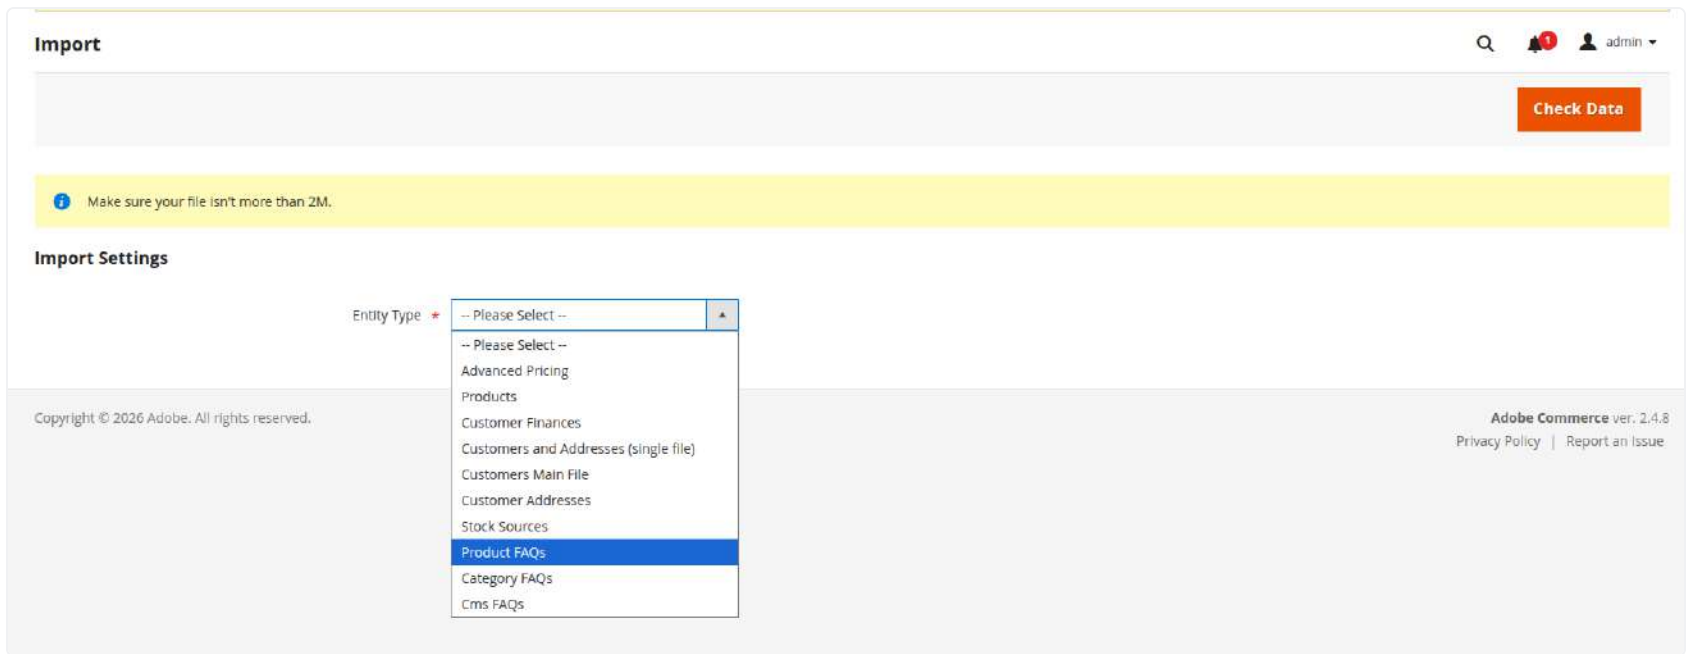 Import
1
admin
Check Data
Make sure your file isn't more than 2M.
Import Settings
Entity Type *
-- Please Select --
-- Please Select --
Advanced Pricing
Products
Customer Finances
Customers and Addresses (single file)
Customers Main File
Customer Addresses
Stock Sources
Product FAQs
Category FAQs
Cms FAQs
Copyright © 2026 Adobe. All rights reserved.
Adobe Commerce ver. 2.4.8
Privacy Policy | Report an Issue